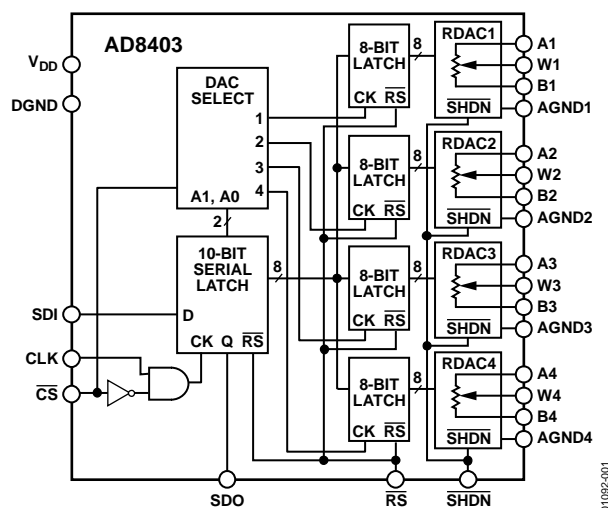 AD8403
VDD
DGND
DAC
SELECT
1
2
3
4
A1, A0
2
10-BIT
SERIAL
LATCH
8
D
CK Q RS
SDI
CLK
CS
8-BIT
LATCH
CK RS
8
RDAC1
SHDN
A1
W1
B1
AGND1
8-BIT
LATCH
CK RS
8
RDAC2
SHDN
A2
W2
B2
AGND2
8-BIT
LATCH
CK RS
8
RDAC3
SHDN
A3
W3
B3
AGND3
8-BIT
LATCH
CK RS
8
RDAC4
SHDN
A4
W4
B4
AGND4
SDO
RS
SHDN
01092-001